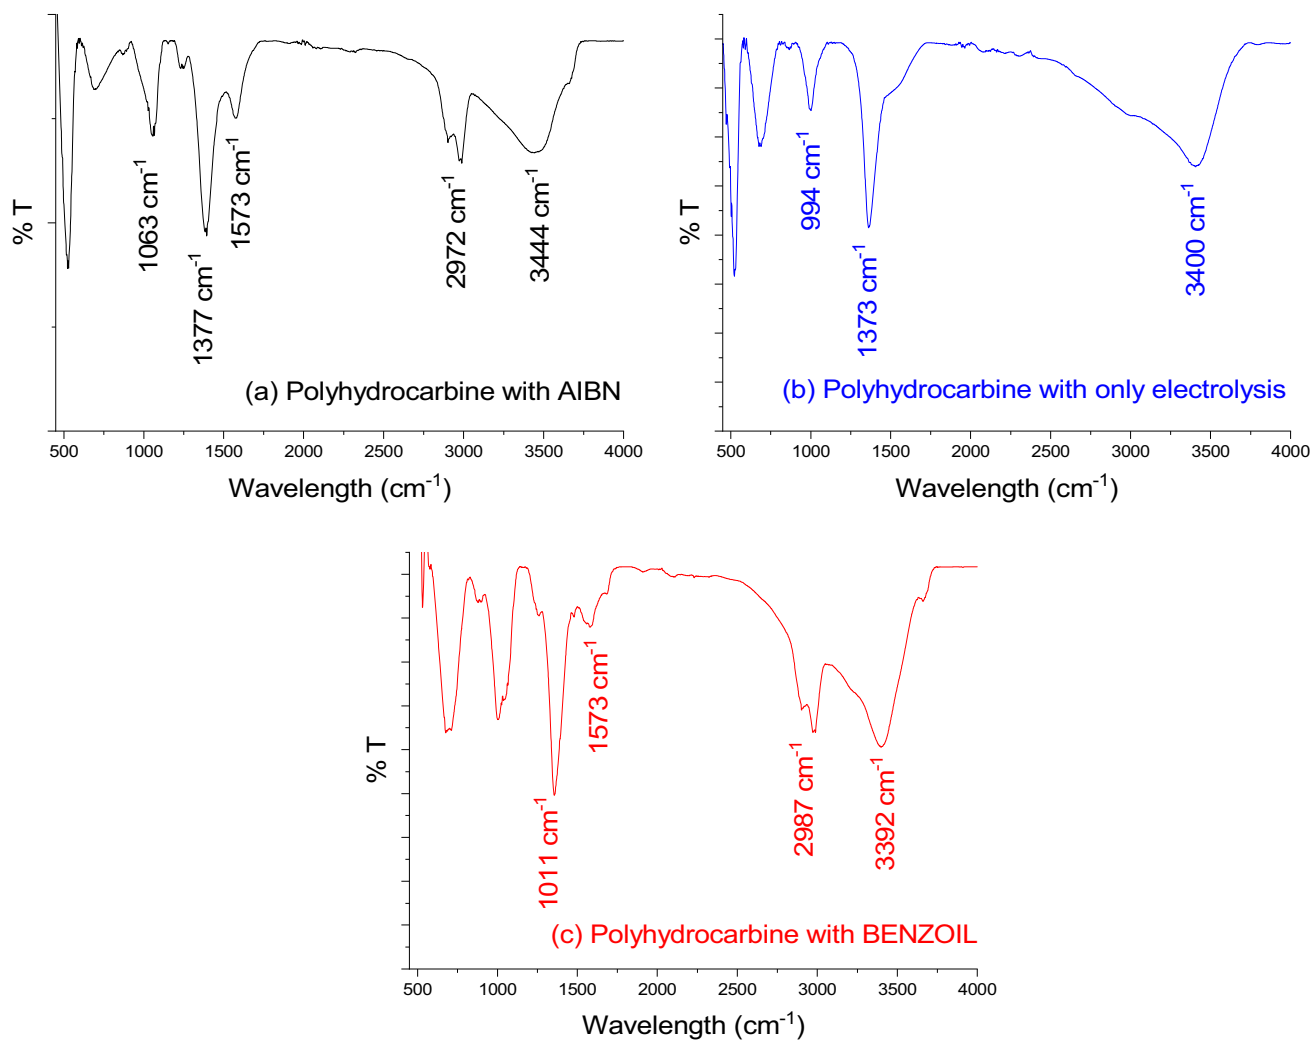 % T
1063 cm⁻¹
1377 cm⁻¹
1573 cm⁻¹
2972 cm⁻¹
3444 cm⁻¹
(a) Polyhydrocarbine with AIBN
500 1000 1500 2000 2500 3000 3500 4000
Wavelength (cm⁻¹)
% T
994 cm⁻¹
1373 cm⁻¹
3400 cm⁻¹
(b) Polyhydrocarbine with only electrolysis
500 1000 1500 2000 2500 3000 3500 4000
Wavelength (cm⁻¹)
% T
1011 cm⁻¹
1573 cm⁻¹
2987 cm⁻¹
3392 cm⁻¹
(c) Polyhydrocarbine with BENZOIL
500 1000 1500 2000 2500 3000 3500 4000
Wavelength (cm⁻¹)